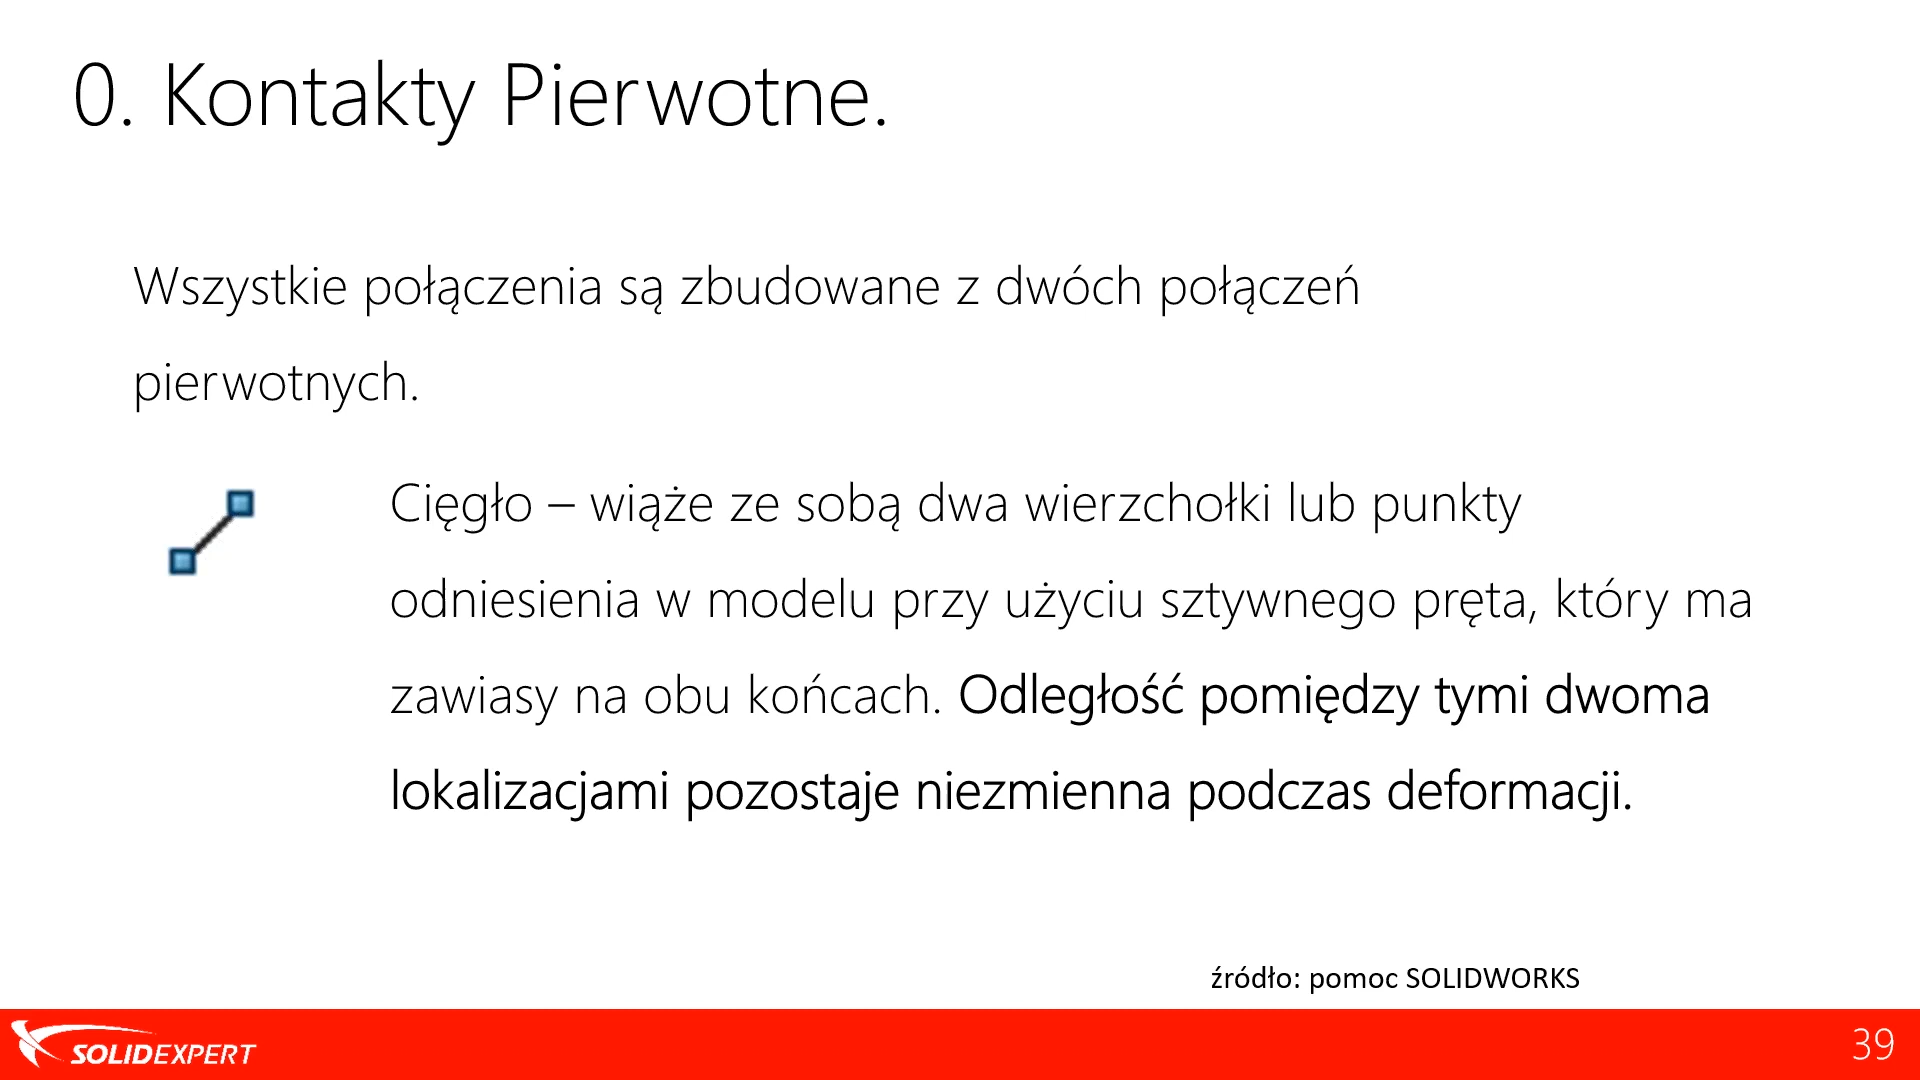 0. Kontakty Pierwotne.
Wszystkie połączenia są zbudowane z dwóch połączeń
pierwotnych.
Cięgło – wiąże ze sobą dwa wierzchołki lub punkty
odniesienia w modelu przy użyciu sztywnego pręta, który ma
zawiasy na obu końcach. Odległość pomiędzy tymi dwoma
lokalizacjami pozostaje niezmienna podczas deformacji.
źródło: pomoc SOLIDWORKS
SOLIDEXPERT
39